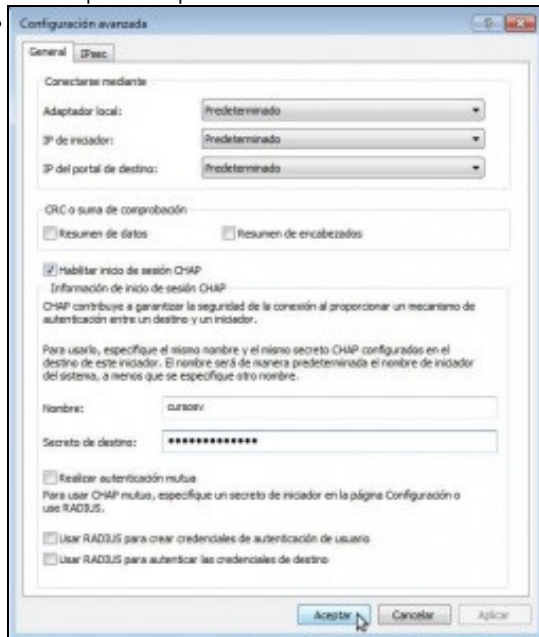 Configuración avanzada
General IPsec
Conectarse mediante
Adaptador local: Predeterminado
IP de iniciador: Predeterminado
IP del portal de destino: Predeterminado
CRC o suma de comprobación
Resumen de datos Resumen de encabezados
Habilitar inicio de sesión CHAP
Información de inicio de sesión CHAP
CHAP contribuye a garantizar la seguridad de la conexión al proporcionar un mecanismo de
autenticación entre un destino y un iniciador.
Para usarlo, especifique el mismo nombre y el mismo secreto CHAP configurados en el
destino de este iniciador. El nombre será de manera predeterminada el nombre de iniciador
del sistema, a menos que se especifique otro nombre.
Nombre:
Secreto de destino: •••••••••••••
Realizar autenticación mutua
Para usar CHAP mutuo, especifique un secreto de iniciador en la página Configuración o
use RADIUS.
Usar RADIUS para crear credenciales de autenticación de usuario
Usar RADIUS para autenticar las credenciales de destino
Aceptar Cancelar Aplicar